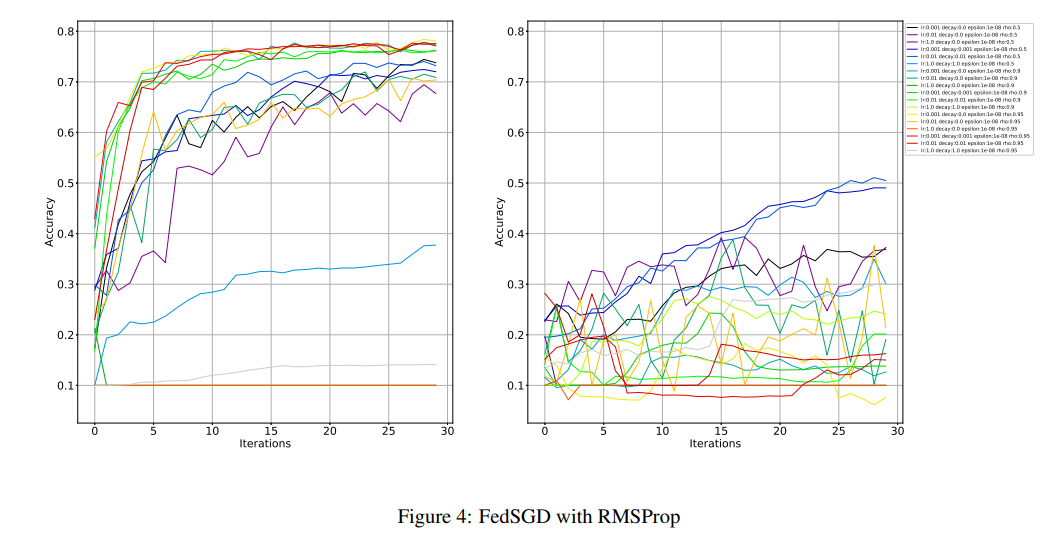 0.8
0.7
0.6
0.5
0.4
0.3
0.2
0.1
Accuracy
0 5 10 15 20 25 30
Iterations
0.8
0.7
0.6
0.5
0.4
0.3
0.2
0.1
Accuracy
0 5 10 15 20 25 30
Iterations
lr:0.001 decay:0.0 epsilon:1e-08 rho:0.5
lr:0.01 decay:0.0 epsilon:1e-08 rho:0.5
lr:1.0 decay:0.0 epsilon:1e-08 rho:0.5
lr:0.001 decay:0.001 epsilon:1e-08 rho:0.5
lr:0.001 decay:0.01 epsilon:1e-08 rho:0.5
lr:1.0 decay:1.0 epsilon:1e-08 rho:0.5
lr:0.001 decay:0.0 epsilon:1e-08 rho:0.9
lr:0.01 decay:0.0 epsilon:1e-08 rho:0.9
lr:1.0 decay:0.0 epsilon:1e-08 rho:0.9
lr:0.001 decay:0.001 epsilon:1e-08 rho:0.9
lr:0.01 decay:0.01 epsilon:1e-08 rho:0.9
lr:1.0 decay:1.0 epsilon:1e-08 rho:0.9
lr:0.001 decay:0.0 epsilon:1e-08 rho:0.95
lr:0.01 decay:0.0 epsilon:1e-08 rho:0.95
lr:1.0 decay:0.0 epsilon:1e-08 rho:0.95
lr:0.001 decay:0.001 epsilon:1e-08 rho:0.95
lr:0.01 decay:0.01 epsilon:1e-08 rho:0.95
lr:1.0 decay:1.0 epsilon:1e-08 rho:0.95
Figure 4: FedSGD with RMSProp